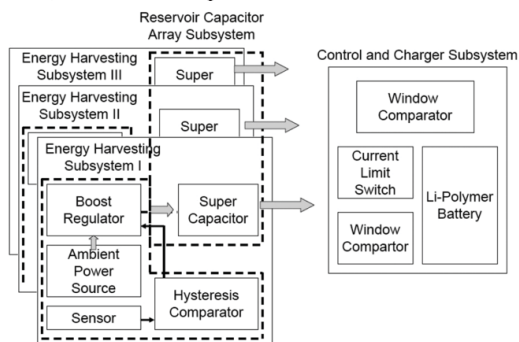 Reservoir Capacitor
Array Subsystem
Energy Harvesting
Subsystem III
Super
Energy Harvesting
Subsystem II
Super
Energy Harvesting
Subsystem I
Boost
Regulator
Super
Capacitor
Ambient
Power
Source
Hysteresis
Comparator
Sensor
Control and Charger Subsystem
Window
Comparator
Current
Limit
Switch
Li-Polymer
Battery
Window
Compartor